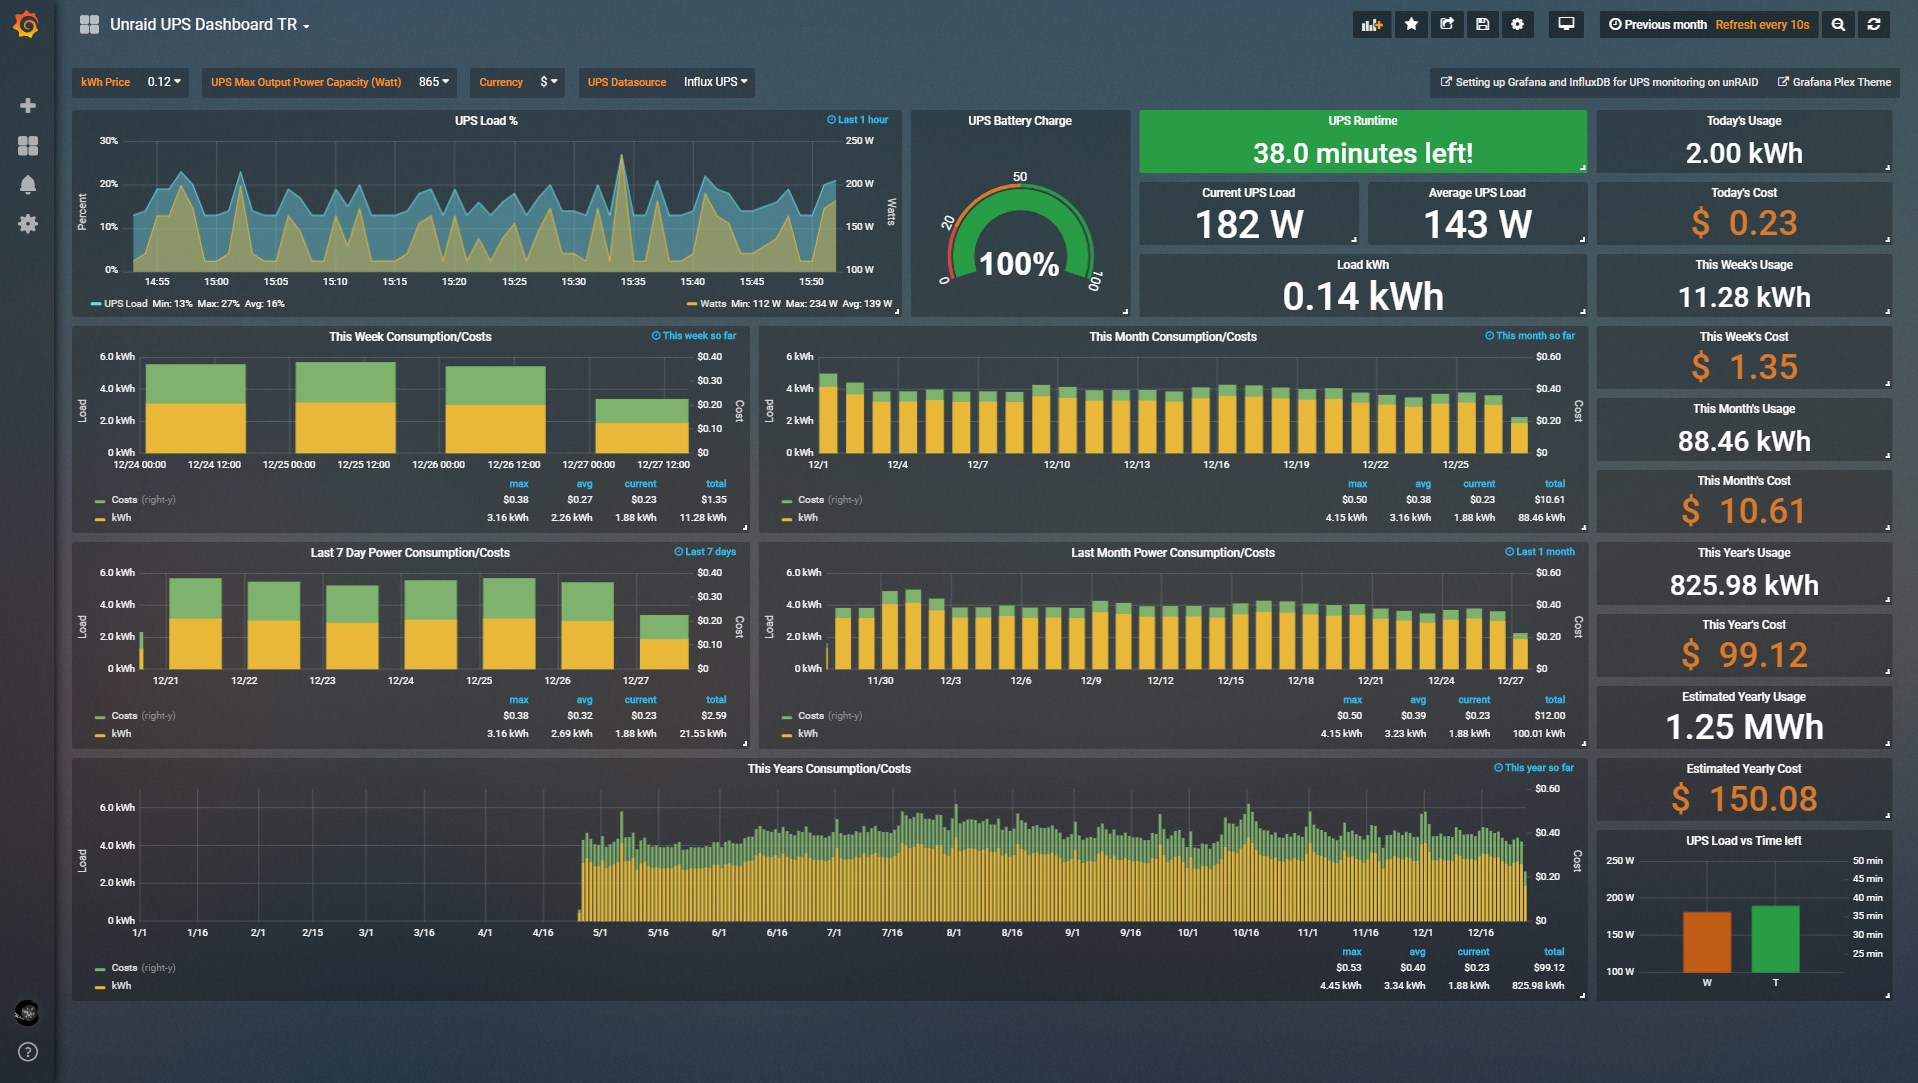 Unraid UPS Dashboard TR
Previous month Refresh every 10s
kWh Price 0.12
UPS Max Output Power Capacity (Watt) 865
Currency $
UPS Datasource Influx UPS
Setting up Grafana and InfluxDB for UPS monitoring on unRAID
Grafana Plex Theme
UPS Load %
Last 1 hour
30%
20%
10%
0%
Percent
250 W
200 W
150 W
100 W
Watts
14:55 15:00 15:05 15:10 15:15 15:20 15:25 15:30 15:35 15:40 15:45 15:50
UPS Load Min: 13% Max: 27% Avg: 16%
Watts Min: 112 W Max: 234 W Avg: 139 W
UPS Battery Charge
0
20
50
100
100%
UPS Runtime
38.0 minutes left!
Current UPS Load
182 W
Average UPS Load
143 W
Load kWh
0.14 kWh
Today's Usage
2.00 kWh
Today's Cost
$ 0.23
This Week's Usage
11.28 kWh
This Week Consumption/Costs
This week so far
6.0 kWh
4.0 kWh
2.0 kWh
0 kWh
Load
$0.40
$0.30
$0.20
$0.10
$0
Cost
12/24 00:00 12/24 12:00 12/25 00:00 12/25 12:00 12/26 00:00 12/26 12:00 12/27 00:00 12/27 12:00
max avg current total
Costs (right-y) $0.38 $0.27 $0.23 $1.35
kWh 3.16 kWh 2.26 kWh 1.88 kWh 11.28 kWh
This Month Consumption/Costs
This month so far
6 kWh
4 kWh
2 kWh
0 kWh
Load
$0.60
$0.40
$0.20
$0
Cost
12/1 12/4 12/7 12/10 12/13 12/16 12/19 12/22 12/25
max avg current total
Costs (right-y) $0.50 $0.38 $0.23 $10.61
kWh 4.15 kWh 3.16 kWh 1.88 kWh 88.46 kWh
This Week's Cost
$ 1.35
This Month's Usage
88.46 kWh
This Month's Cost
$ 10.61
Last 7 Day Power Consumption/Costs
Last 7 days
6.0 kWh
4.0 kWh
2.0 kWh
0 kWh
Load
$0.40
$0.30
$0.20
$0.10
$0
Cost
12/21 12/22 12/23 12/24 12/25 12/26 12/27
max avg current total
Costs (right-y) $0.38 $0.32 $0.23 $2.59
kWh 3.16 kWh 2.69 kWh 1.88 kWh 21.55 kWh
Last Month Power Consumption/Costs
Last 1 month
6.0 kWh
4.0 kWh
2.0 kWh
0 kWh
Load
$0.60
$0.40
$0.20
$0
Cost
11/30 12/3 12/6 12/9 12/12 12/15 12/18 12/21 12/24 12/27
max avg current total
Costs (right-y) $0.50 $0.39 $0.23 $12.00
kWh 4.15 kWh 3.23 kWh 1.88 kWh 100.01 kWh
This Year's Usage
825.98 kWh
This Year's Cost
$ 99.12
Estimated Yearly Usage
1.25 MWh
This Years Consumption/Costs
This year so far
6.0 kWh
4.0 kWh
2.0 kWh
0 kWh
Load
$0.60
$0.40
$0.20
$0
Cost
1/1 1/16 2/1 2/15 3/1 3/16 4/1 4/16 5/1 5/16 6/1 6/16 7/1 7/16 8/1 8/16 9/1 9/16 10/1 10/16 11/1 11/16 12/1 12/16
max avg current total
Costs (right-y) $0.53 $0.40 $0.23 $99.12
kWh 4.45 kWh 3.34 kWh 1.88 kWh 825.98 kWh
Estimated Yearly Cost
$ 150.08
UPS Load vs Time left
250 W
200 W
150 W
100 W
50 min
45 min
40 min
35 min
30 min
25 min
W T